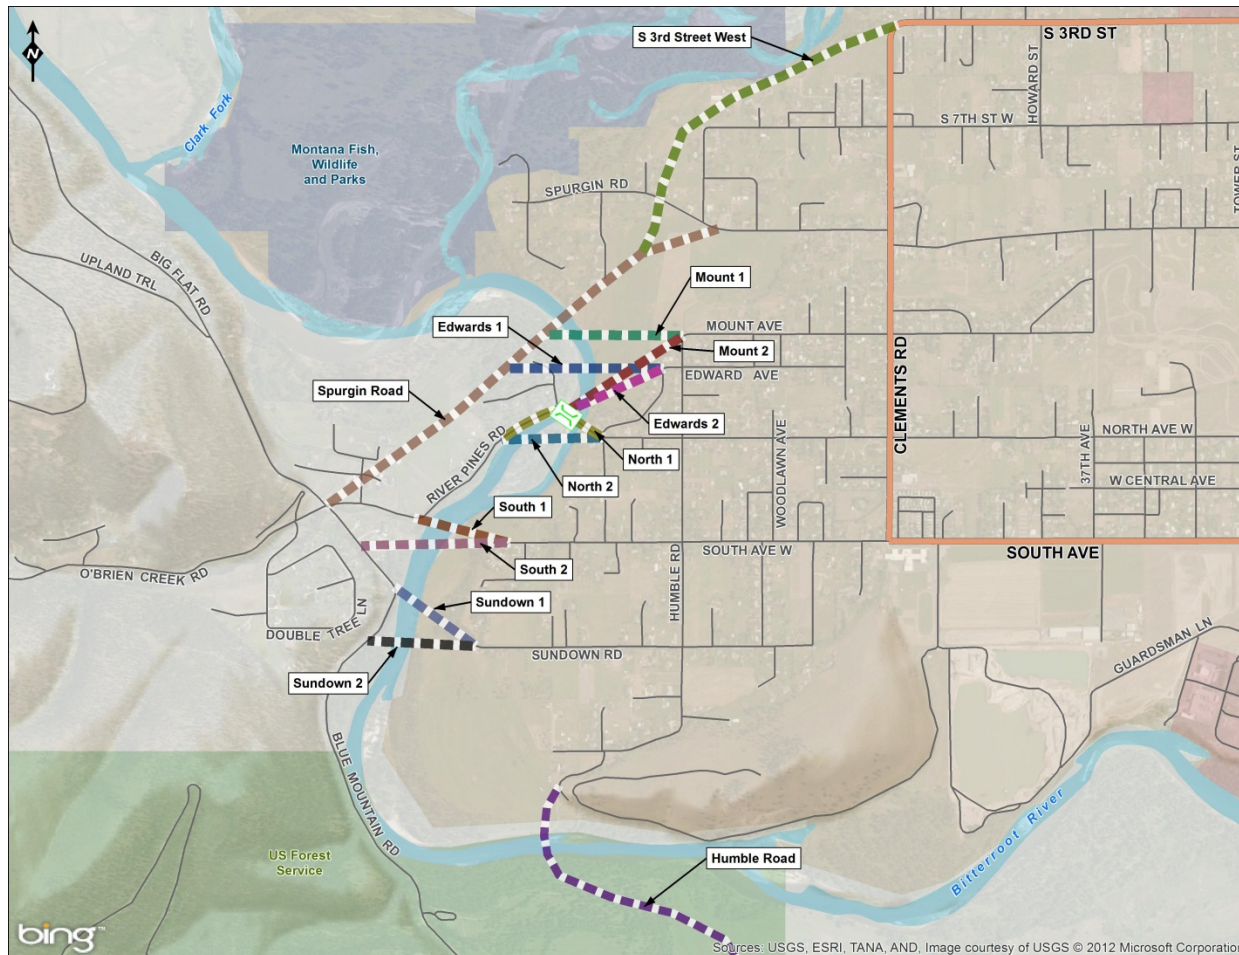 N
S 3rd Street West
S 3RD ST
HOWARD ST
S 7TH ST W
TOWER ST
Clark Fork
Montana Fish,
Wildlife
and Parks
SPURGIN RD
BIG FLAT RD
UPLAND TRL
Mount 1
Edwards 1
MOUNT AVE
Mount 2
EDWARD AVE
CLEMENTS RD
Spurgin Road
Edwards 2
RIVER PINES RD
North 1
North 2
WOODLAWN AVE
NORTH AVE W
37TH AVE
W CENTRAL AVE
South 1
South 2
SOUTH AVE W
SOUTH AVE
O'BRIEN CREEK RD
HUMBLE RD
Sundown 1
DOUBLE TREE LN
SUNDOWN RD
Sundown 2
GUARDSMAN LN
BLUE MOUNTAIN RD
Bitterroot River
US Forest
Service
Humble Road
bing™
Sources: USGS, ESRI, TANA, AND, Image courtesy of USGS © 2012 Microsoft Corporation